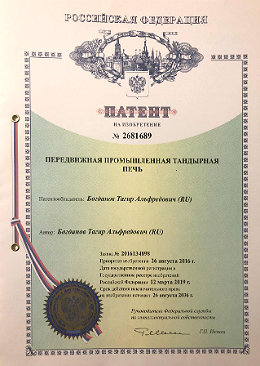 РОССИЙСКАЯ ФЕДЕРАЦИЯ
ПАТЕНТ
НА ИЗОБРЕТЕНИЕ
№ 2681689
ПЕРЕДВИЖНАЯ ПРОМЫШЛЕННАЯ ТАНДЫРНАЯ
ПЕЧЬ
Патентообладатель: Богданов Тагир Альфредович (RU)
Автор: Богданов Тагир Альфредович (RU)
Заявка № 2016134898
Приоритет изобретения 26 августа 2016 г.
Дата государственной регистрации в
Государственном реестре изобретений
Российской Федерации 12 марта 2019 г.
Срок действия исключительного права
на изобретение истекает 26 августа 2036 г.
Руководитель Федеральной службы
по интеллектуальной собственности
Г.П. Ивлиев